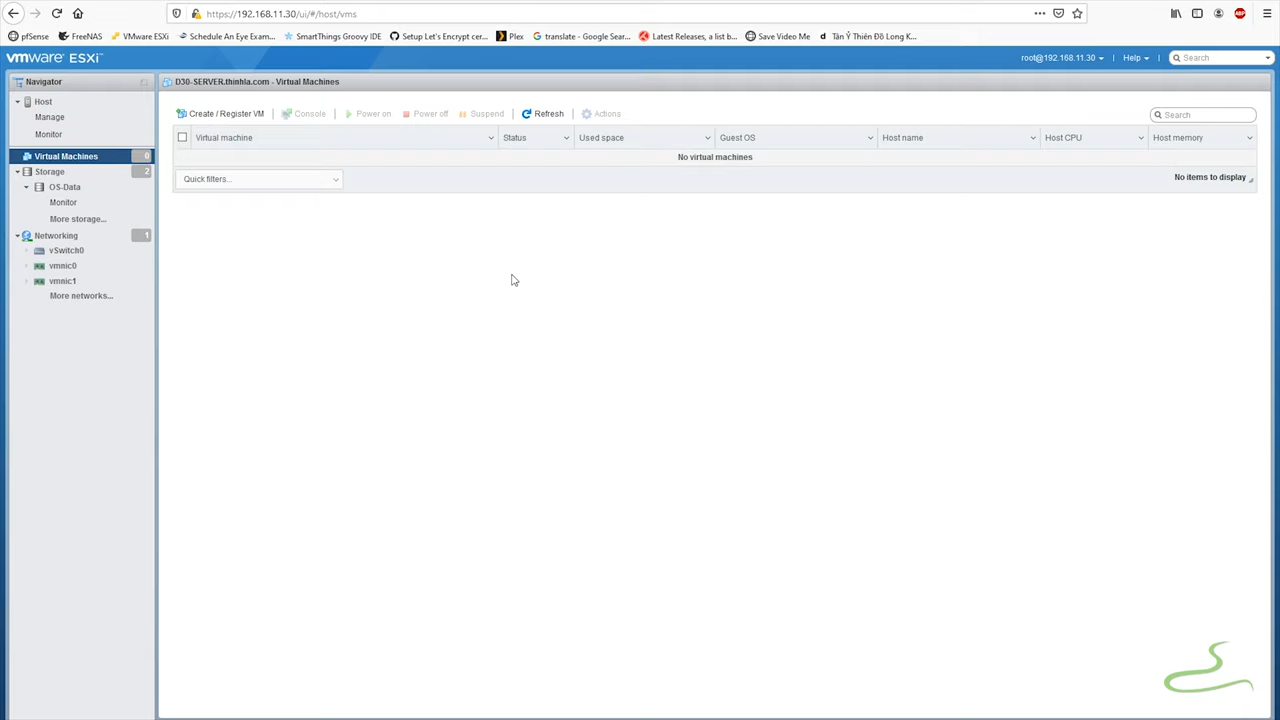 https://192.168.11.30/ui/#/host/vms
pfSense FreeNAS VMware ESXi Schedule An Eye Exam... SmartThings Groovy IDE Setup Let's Encrypt cer... Plex translate - Google Sear... Latest Releases, a list b... Save Video Me Tân Ỷ Thiên Đồ Long K...
vmware ESXi™ root@192.168.11.30 Help Search
Navigator
D30-SERVER.thinhla.com - Virtual Machines
Host
Manage
Monitor
Virtual Machines 0
Storage 2
OS-Data
Monitor
More storage...
Networking 1
vSwitch0
vmnic0
vmnic1
More networks...
Create / Register VM Console Power on Power off Suspend Refresh Actions Search
Virtual machine Status Used space Guest OS Host name Host CPU Host memory
No virtual machines
Quick filters... No items to display